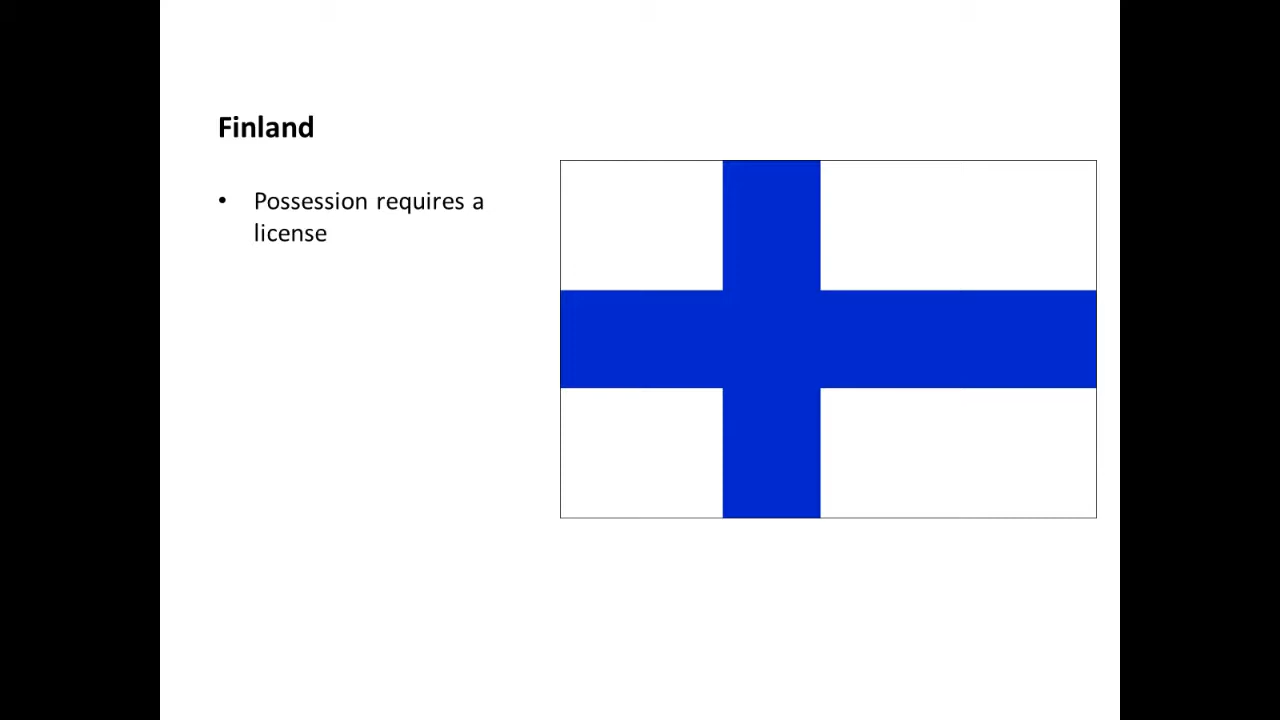 Finland
• Possession requires a
license